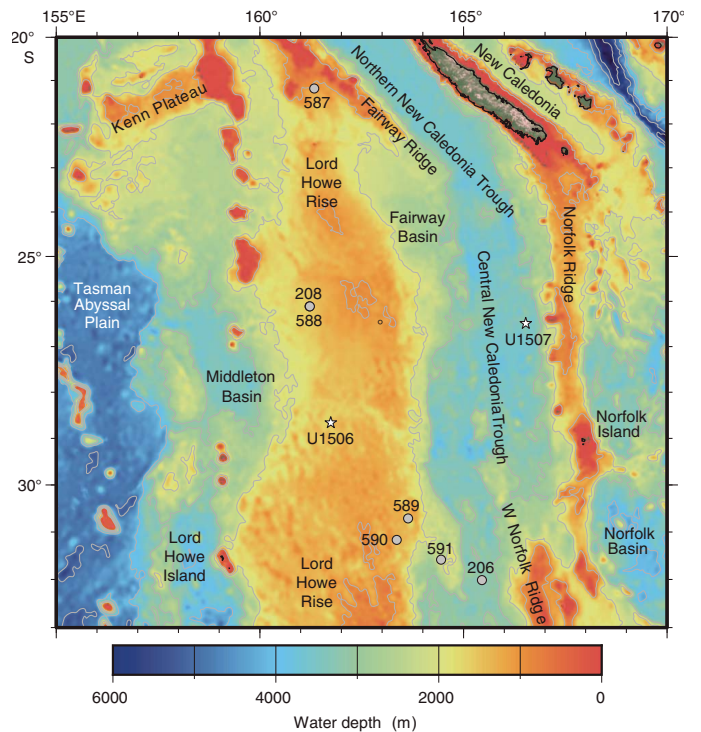 155°E
160°
165°
170°
20°
S
25°
30°
New Caledonia
Northern New Caledonia Trough
Kenn Plateau
587
Fairway Ridge
Lord
Howe
Rise
Fairway
Basin
Norfolk Ridge
Central New CaledoniaTrough
Tasman
Abyssal
Plain
208
588
U1507
Middleton
Basin
U1506
Norfolk
Island
589
590
591
206
W Norfolk Ridge
Norfolk
Basin
Lord
Howe
Island
Lord
Howe
Rise
6000
4000
2000
0
Water depth (m)